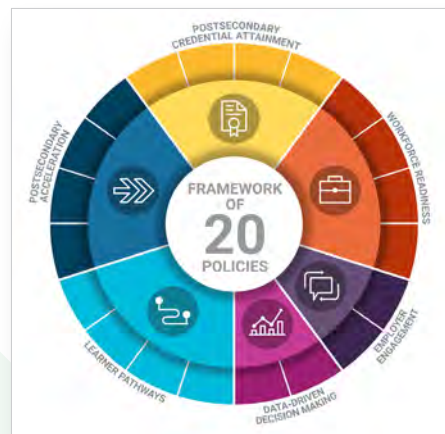 POSTSECONDARY
CREDENTIAL ATTAINMENT
WORKFORCE READINESS
EMPLOYER
ENGAGEMENT
DATA-DRIVEN
DECISION MAKING
LEARNER PATHWAYS
POSTSECONDARY
ACCELERATION
FRAMEWORK
OF
20
POLICIES